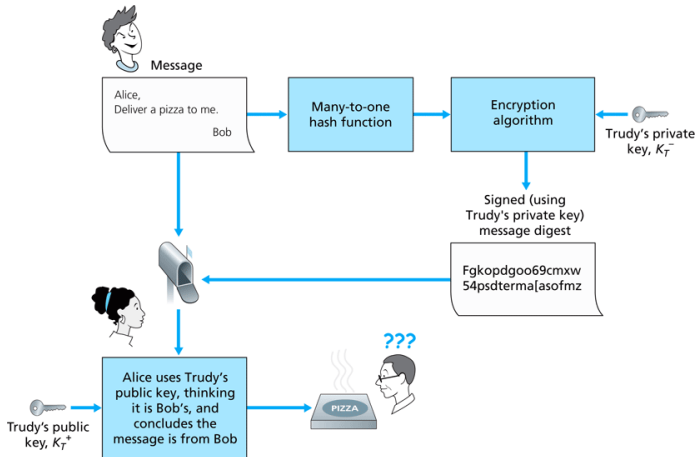 Message
Alice,
Deliver a pizza to me.
Bob
Many-to-one
hash function
Encryption
algorithm
Trudy's private
key, K_T^-
Signed (using
Trudy's private key)
message digest
Fgkopdgoo69cmxw
54psdterma[asofmz
Alice uses Trudy's
public key, thinking
it is Bob's, and
concludes the
message is from Bob
Trudy's public
key, K_T^+
PIZZA
???